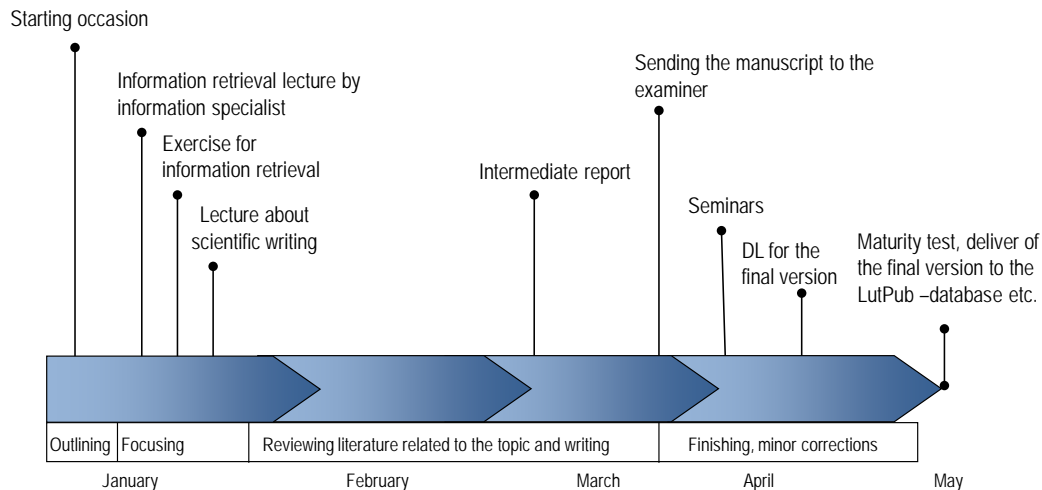 Starting occasion
Information retrieval lecture by
information specialist
Exercise for
information retrieval
Lecture about
scientific writing
Intermediate report
Sending the manuscript to the
examiner
Seminars
DL for the
final version
Maturity test, deliver of
the final version to the
LutPub –database etc.
Outlining
Focusing
Reviewing literature related to the topic and writing
Finishing, minor corrections
January
February
March
April
May